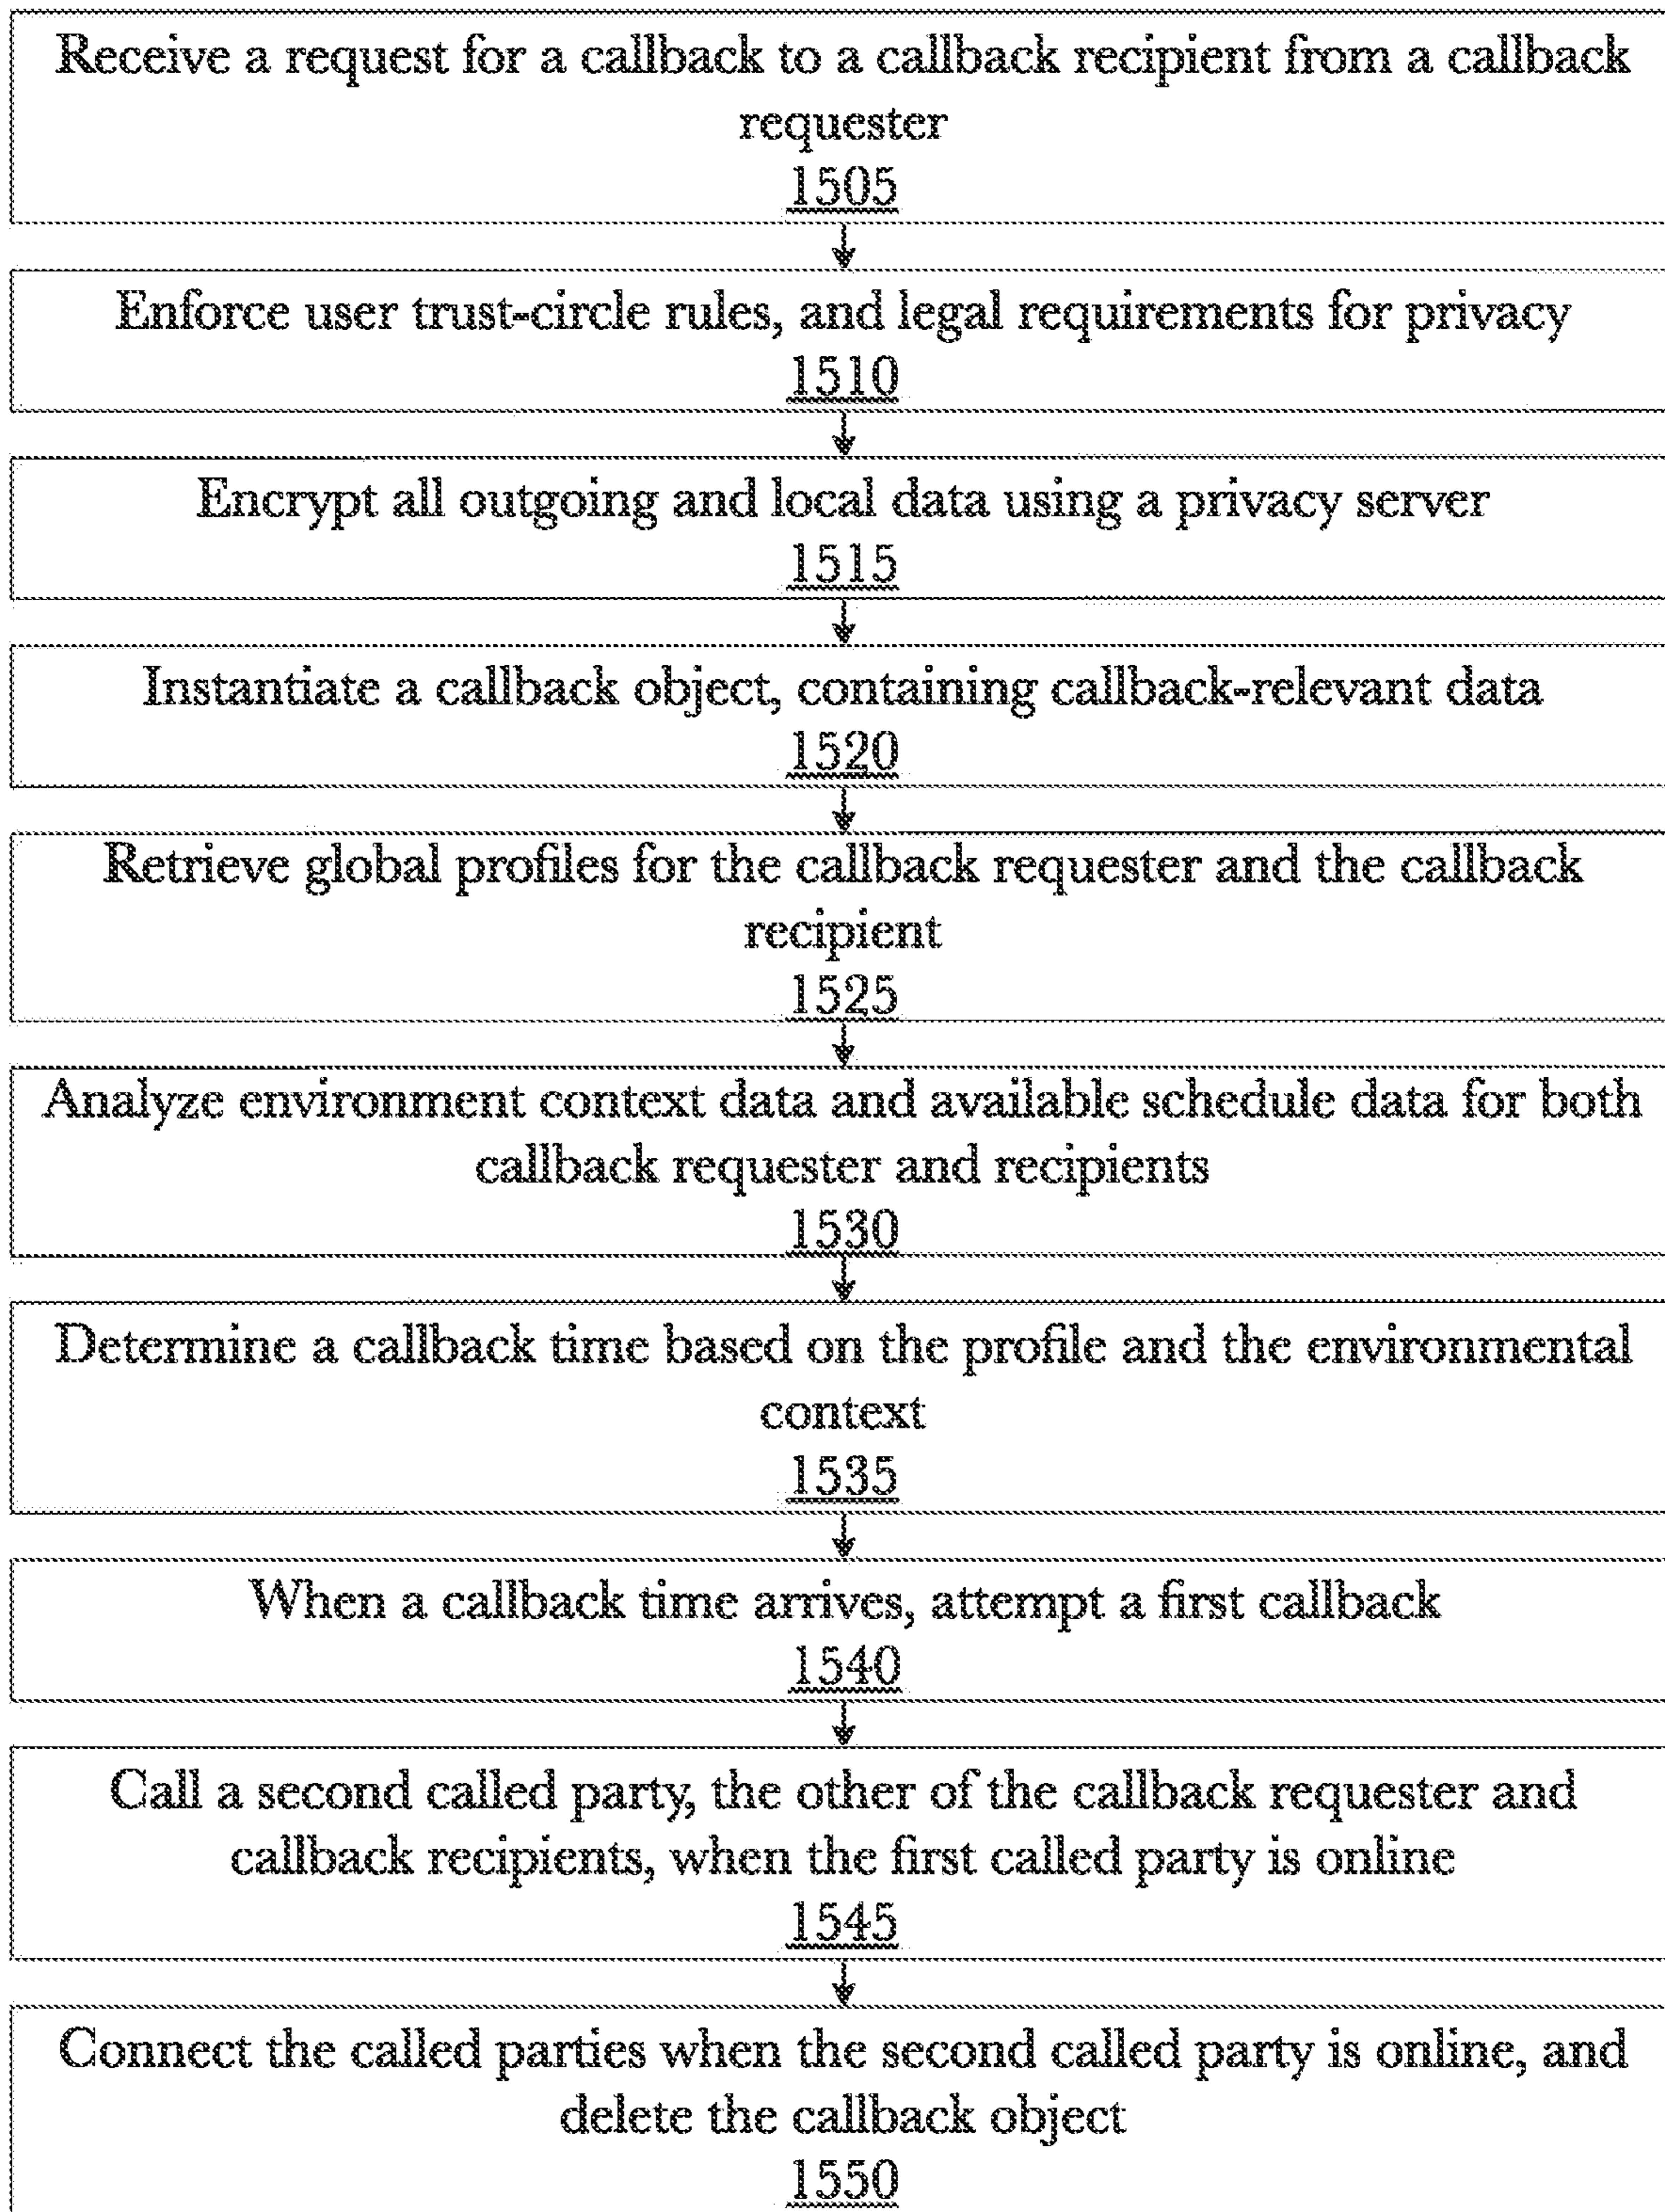 Receive a request for a callback to a callback recipient from a callback
requester
1505
Enforce user trust-circle rules, and legal requirements for privacy
1510
Encrypt all outgoing and local data using a privacy server
1515
Instantiate a callback object, containing callback-relevant data
1520
Retrieve global profiles for the callback requester and the callback
recipient
1525
Analyze environment context data and available schedule data for both
callback requester and recipients
1530
Determine a callback time based on the profile and the environmental
context
1535
When a callback time arrives, attempt a first callback
1540
Call a second called party, the other of the callback requester and
callback recipients, when the first called party is online
1545
Connect the called parties when the second called party is online, and
delete the callback object
1550